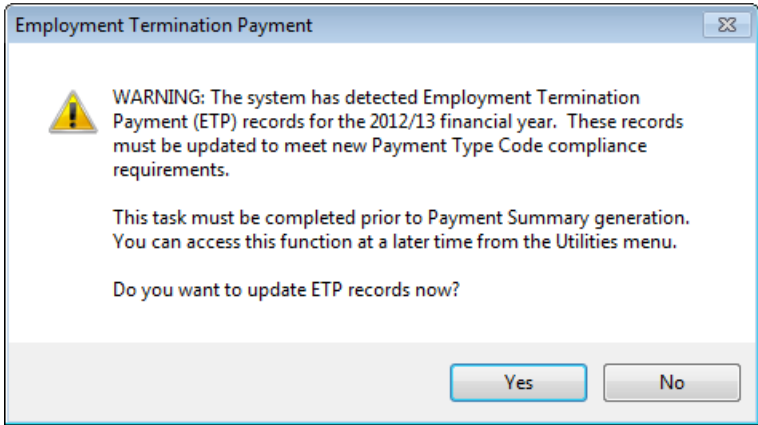 Employment Termination Payment
WARNING: The system has detected Employment Termination
Payment (ETP) records for the 2012/13 financial year.  These records
must be updated to meet new Payment Type Code compliance
requirements.
This task must be completed prior to Payment Summary generation.
You can access this function at a later time from the Utilities menu.
Do you want to update ETP records now?
Yes
No